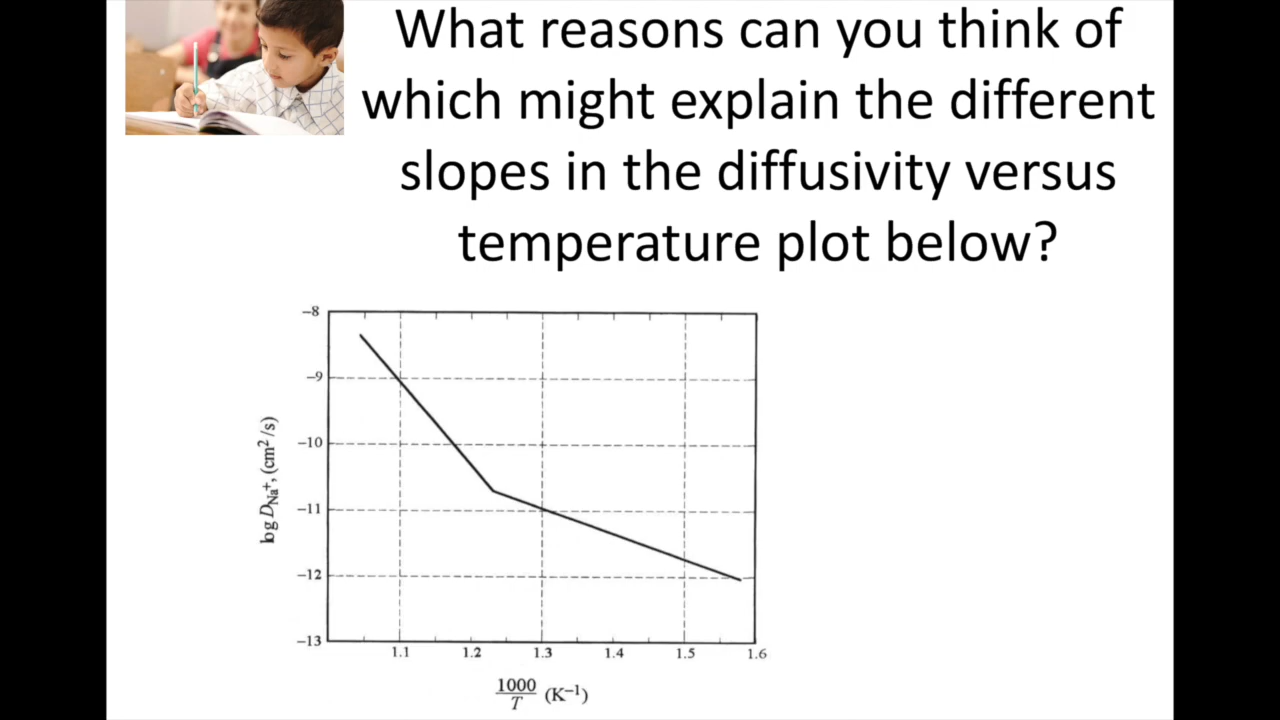 What reasons can you think of
which might explain the different
slopes in the diffusivity versus
temperature plot below?
−8
−9
−10
−11
−12
−13
log D_Na⁺, (cm²/s)
1.1 1.2 1.3 1.4 1.5 1.6
1000
T
(K⁻¹)